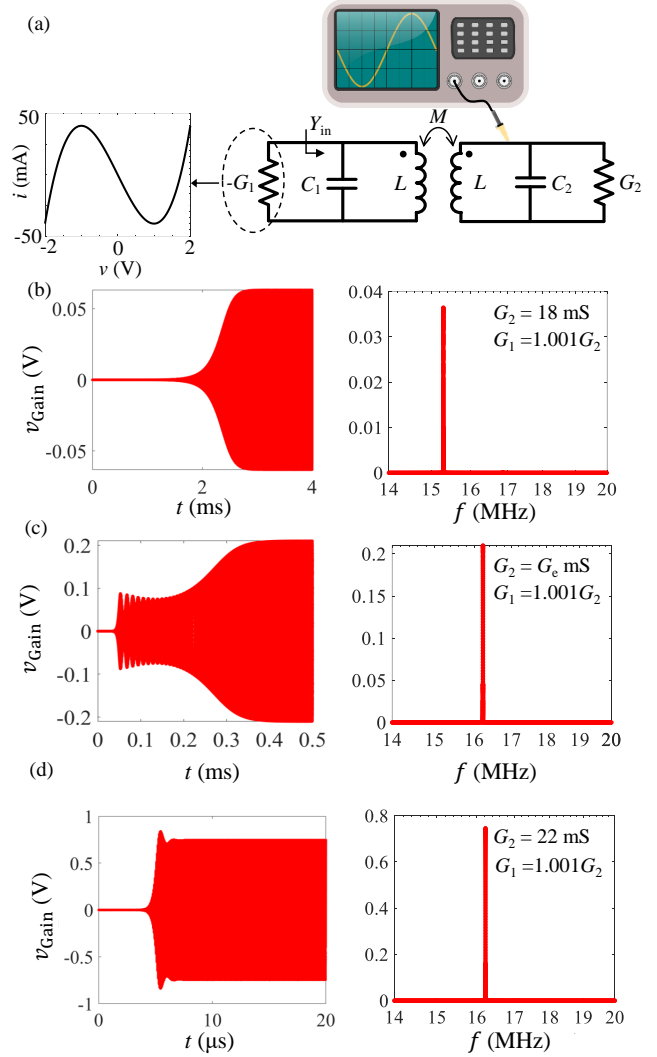 (a)
50
i (mA)
-50
-2
0
2
v (V)
-G1
Yin
C1
L
M
L
C2
G2
(b)
0.05
0
-0.05
vGain (V)
0
2
4
t (ms)
0.04
0.03
0.02
0.01
0
14
15
16
17
18
19
20
f (MHz)
G2 = 18 mS
G1 =1.001G2
(c)
0.2
0.1
0
-0.1
-0.2
vGain (V)
0
0.1
0.2
0.3
0.4
0.5
t (ms)
0.2
0.15
0.1
0.05
0
14
15
16
17
18
19
20
f (MHz)
G2 = Ge mS
G1 =1.001G2
(d)
1
0
-1
vGain (V)
0
10
20
t (μs)
0.8
0.6
0.4
0.2
0
14
15
16
17
18
19
20
f (MHz)
G2 = 22 mS
G1 =1.001G2